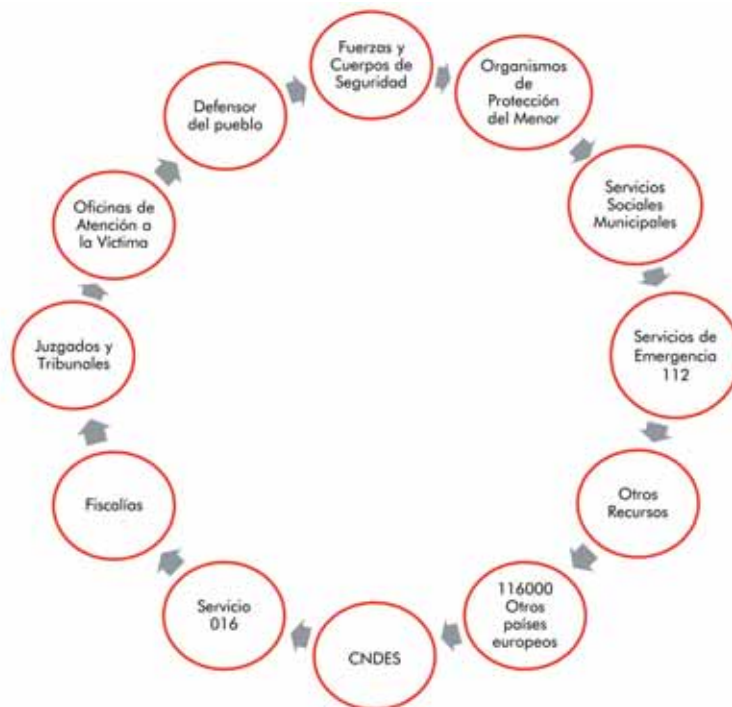 Fuerzas y
Cuerpos de
Seguridad
Organismos
de
Protección
del Menor
Servicios
Sociales
Municipales
Servicios de
Emergencia
112
Otros
Recursos
116000
Otros
países
europeos
CNDES
Servicio
016
Fiscalías
Juzgados y
Tribunales
Oficinas de
Atención a
la Víctima
Defensor
del pueblo